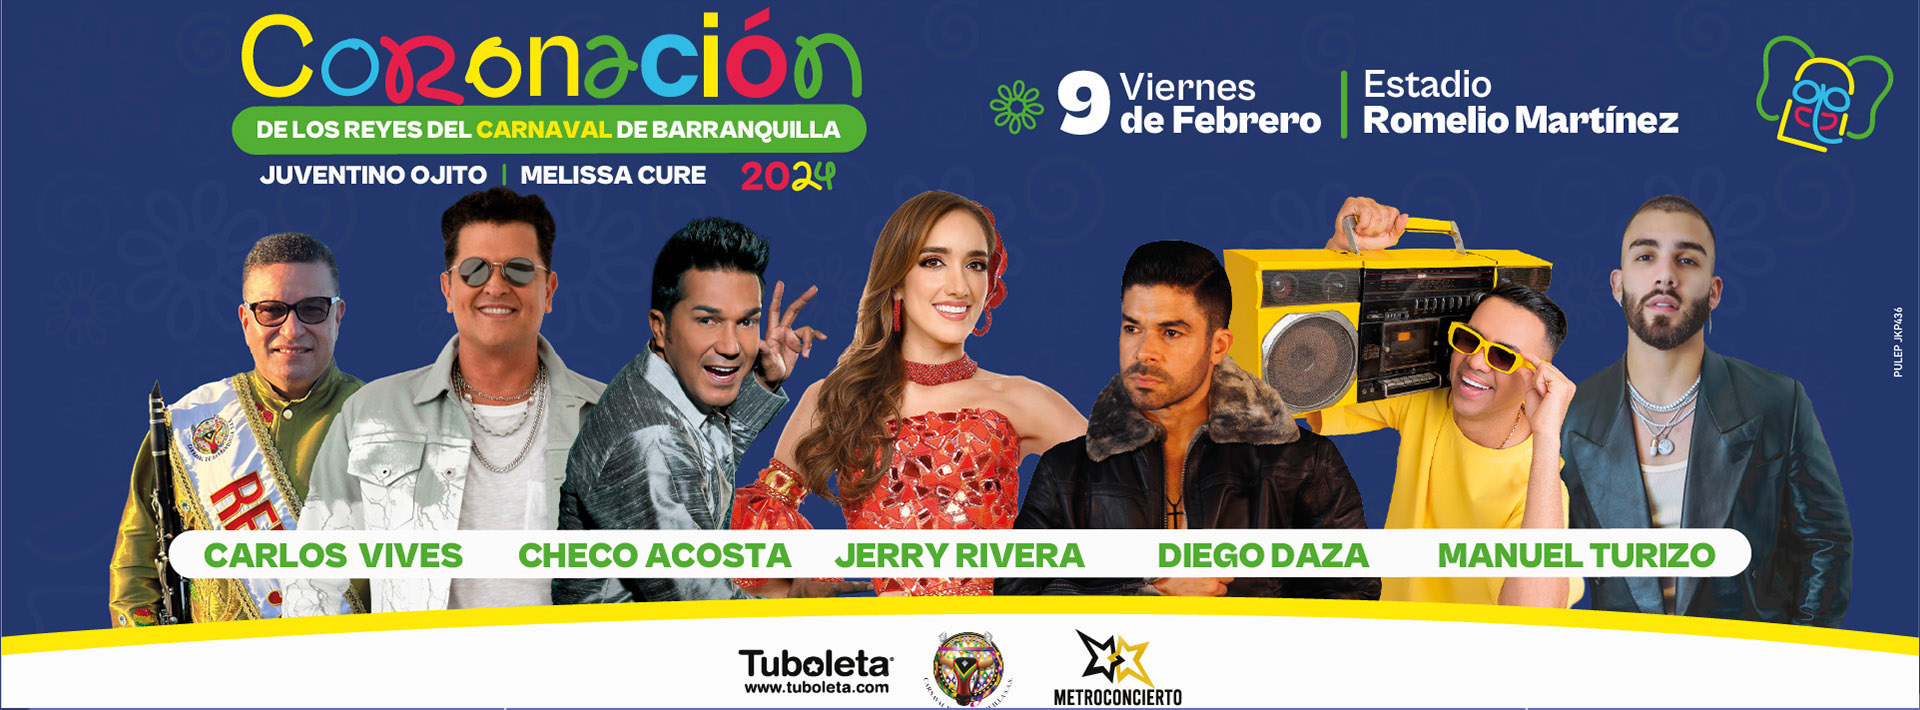 Coronación
DE LOS REYES DEL CARNAVAL DE BARRANQUILLA
JUVENTINO OJITO | MELISSA CURE 2024
9 Viernes de Febrero
Estadio Romelio Martínez
PULEP JKP436
CARLOS VIVES CHECO ACOSTA JERRY RIVERA DIEGO DAZA MANUEL TURIZO
Tuboleta
www.tuboleta.com
METROCONCIERTO